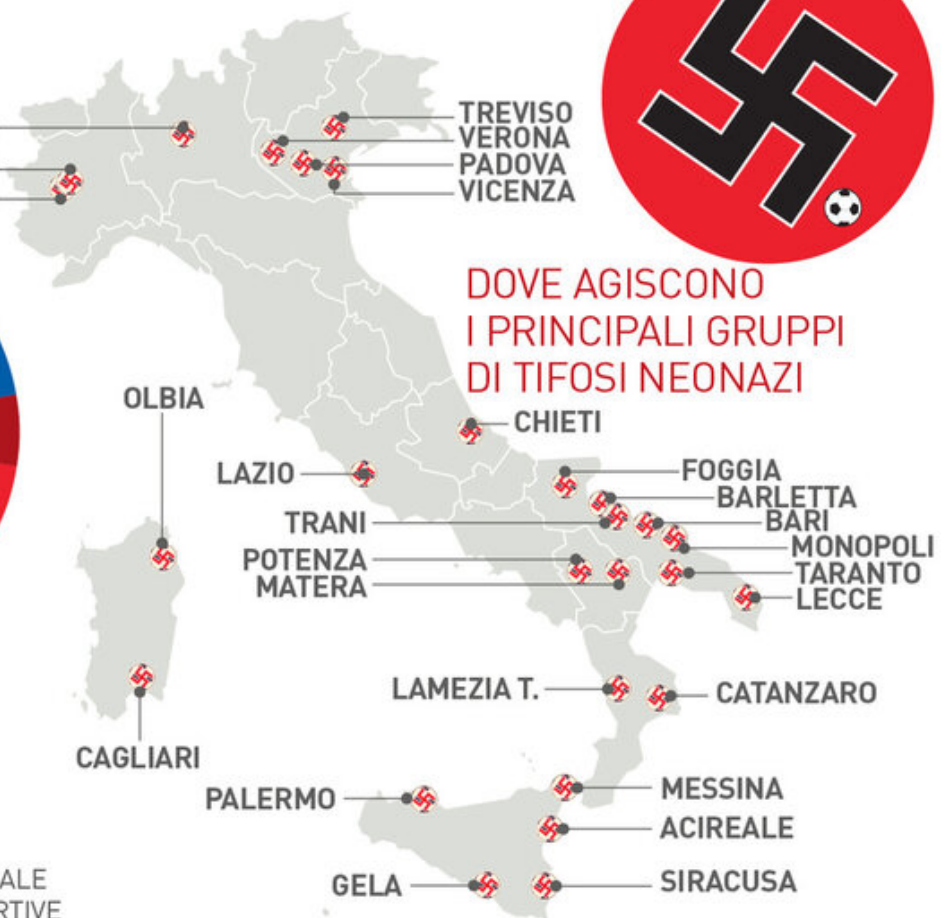 TREVISO
VERONA
PADOVA
VICENZA
DOVE AGISCONO
I PRINCIPALI GRUPPI
DI TIFOSI NEONAZI
OLBIA
CHIETI
LAZIO
FOGGIA
BARLETTA
TRANI
BARI
MONOPOLI
POTENZA
TARANTO
MATERA
LECCE
LAMEZIA T.
CATANZARO
CAGLIARI
MESSINA
PALERMO
ACIREALE
GELA
SIRACUSA
ALE
RTIVE